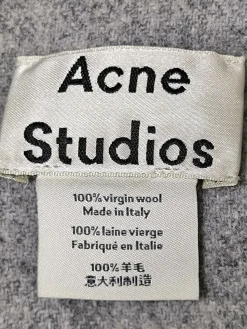 Acne
Studios
100% virgin wool
Made in Italy
100% laine vierge
Fabriqué en Italie
100% 羊毛
意大利制造